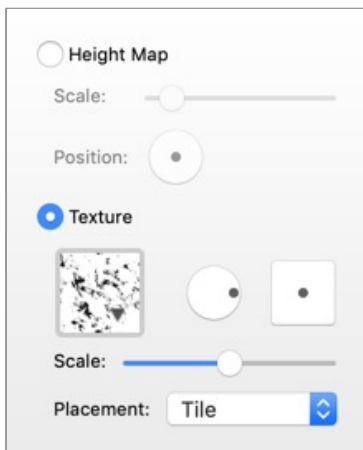 Height Map
Scale:
Position:
Texture
Scale:
Placement: Tile